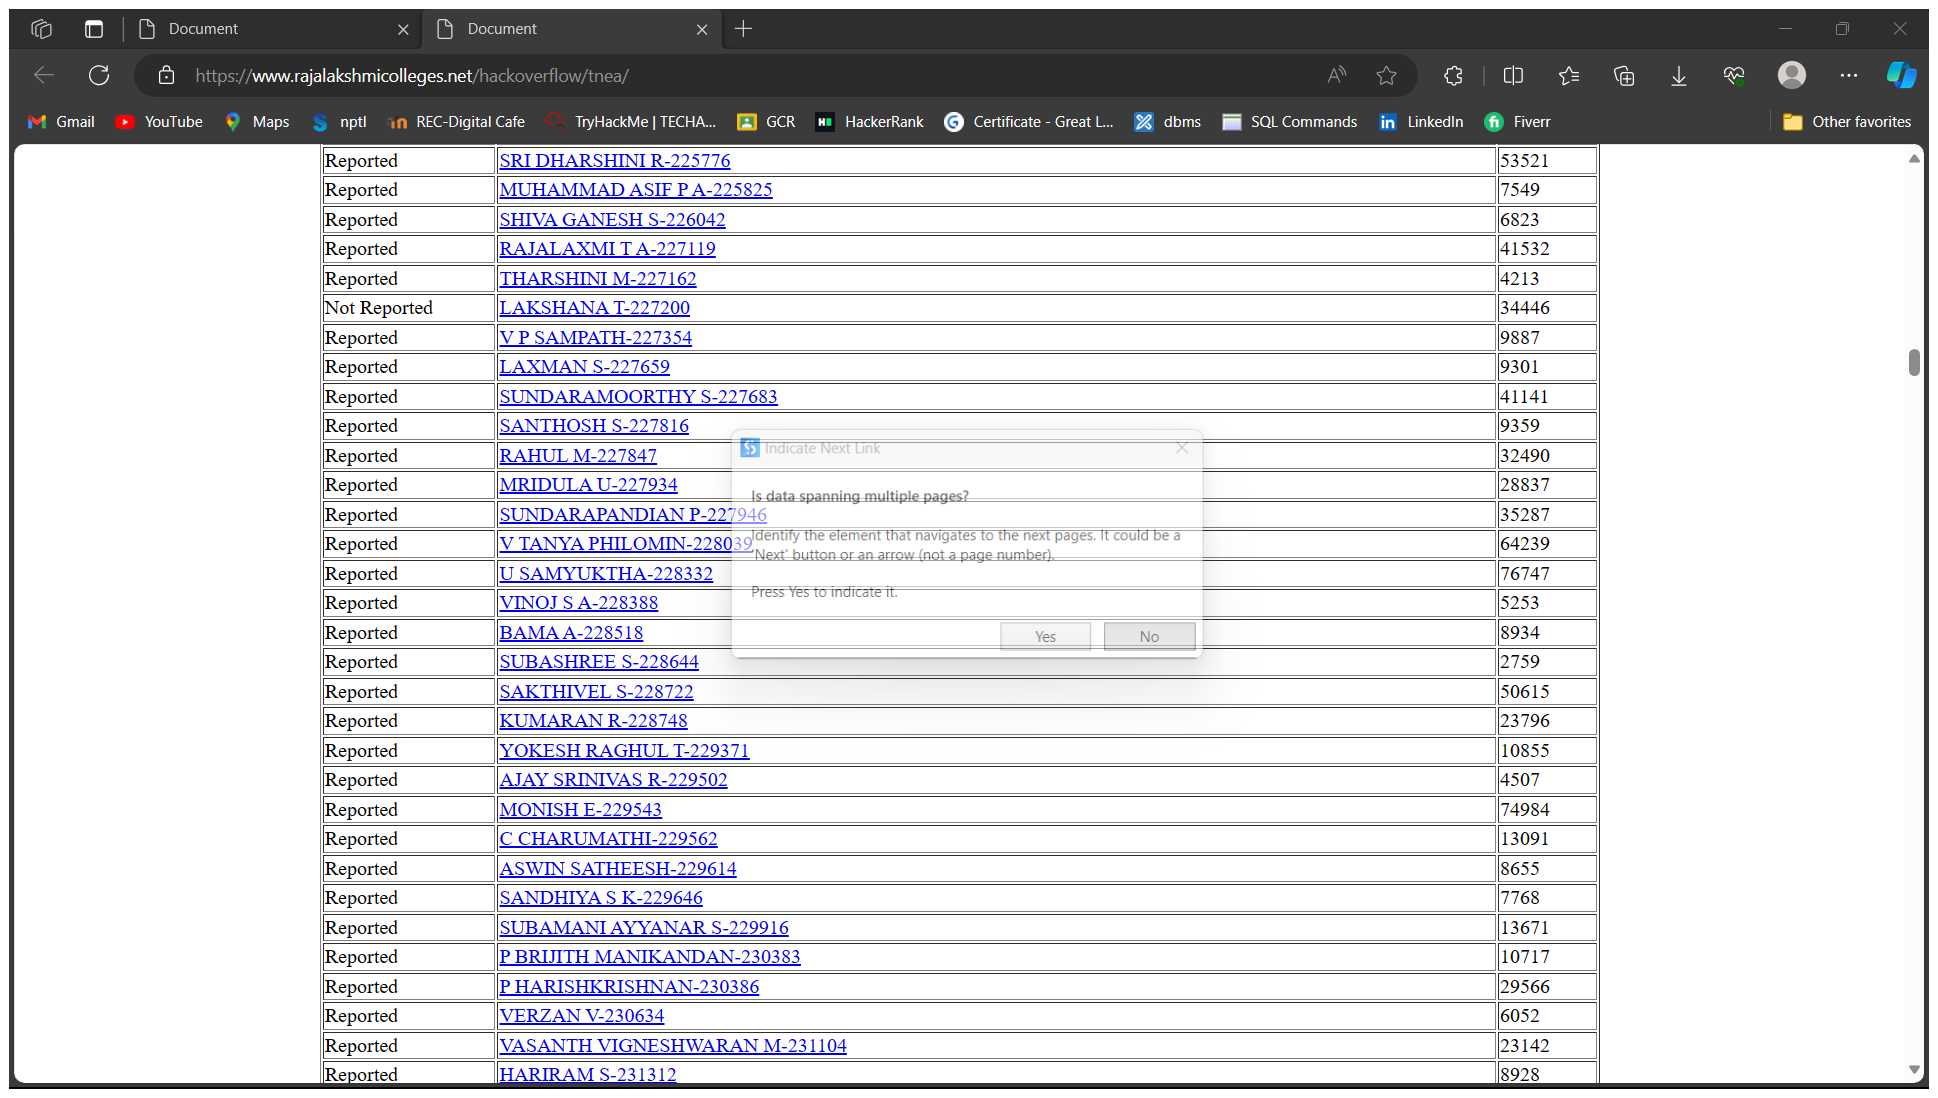 Document
Document
https://www.rajalakshmicolleges.net/hackoverflow/tnea/
Gmail YouTube Maps nptl REC-Digital Cafe TryHackMe | TECHA... GCR HackerRank Certificate - Great L... dbms SQL Commands LinkedIn Fiverr Other favorites
Reported SRI DHARSHINI R-225776 53521
Reported MUHAMMAD ASIF P A-225825 7549
Reported SHIVA GANESH S-226042 6823
Reported RAJALAXMI T A-227119 41532
Reported THARSHINI M-227162 4213
Not Reported LAKSHANA T-227200 34446
Reported V P SAMPATH-227354 9887
Reported LAXMAN S-227659 9301
Reported SUNDARAMOORTHY S-227683 41141
Reported SANTHOSH S-227816 9359
Reported RAHUL M-227847 32490
Reported MRIDULA U-227934 28837
Reported SUNDARAPANDIAN P-227946 35287
Reported V TANYA PHILOMIN-228039 64239
Reported U SAMYUKTHA-228332 76747
Reported VINOJ S A-228388 5253
Reported BAMA A-228518 8934
Reported SUBASHREE S-228644 2759
Reported SAKTHIVEL S-228722 50615
Reported KUMARAN R-228748 23796
Reported YOKESH RAGHUL T-229371 10855
Reported AJAY SRINIVAS R-229502 4507
Reported MONISH E-229543 74984
Reported C CHARUMATHI-229562 13091
Reported ASWIN SATHEESH-229614 8655
Reported SANDHIYA S K-229646 7768
Reported SUBAMANI AYYANAR S-229916 13671
Reported P BRIJITH MANIKANDAN-230383 10717
Reported P HARISHKRISHNAN-230386 29566
Reported VERZAN V-230634 6052
Reported VASANTH VIGNESHWARAN M-231104 23142
Reported HARIRAM S-231312 8928
Indicate Next Link
Is data spanning multiple pages?
Identify the element that navigates to the next pages. It could be a
'Next' button or an arrow (not a page number).
Press Yes to indicate it.
Yes No